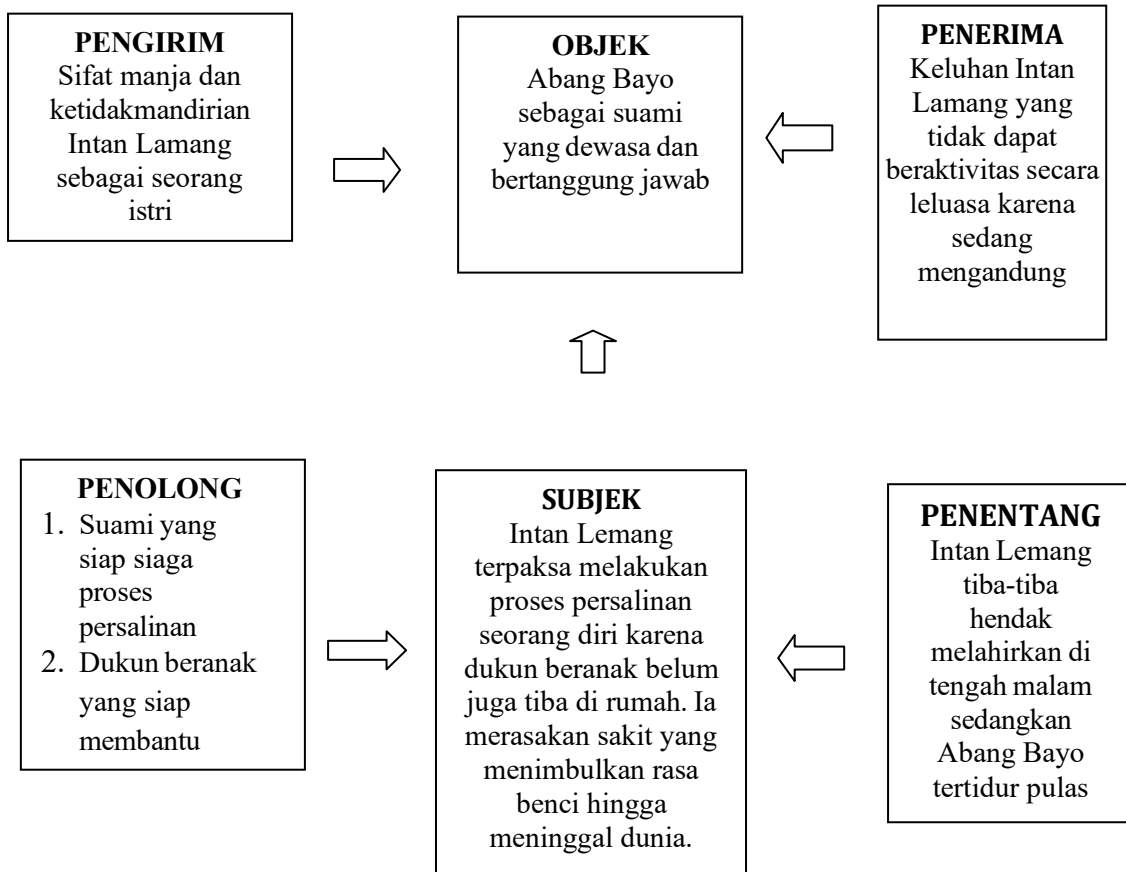 PENGIRIM
Sifat manja dan
ketidakmandirian
Intan Lamang
sebagai seorang
istri
OBJEK
Abang Bayo
sebagai suami
yang dewasa dan
bertanggung jawab
PENERIMA
Keluhan Intan
Lamang yang
tidak dapat
beraktivitas secara
leluasa karena
sedang
mengandung
PENOLONG
1. Suami yang
siap siaga
proses
persalinan
2. Dukun beranak
yang siap
membantu
SUBJEK
Intan Lemang
terpaksa melakukan
proses persalinan
seorang diri karena
dukun beranak belum
juga tiba di rumah. Ia
merasakan sakit yang
menimbulkan rasa
benci hingga
meninggal dunia.
PENENTANG
Intan Lemang
tiba-tiba
hendak
melahirkan di
tengah malam
sedangkan
Abang Bayo
tertidur pulas